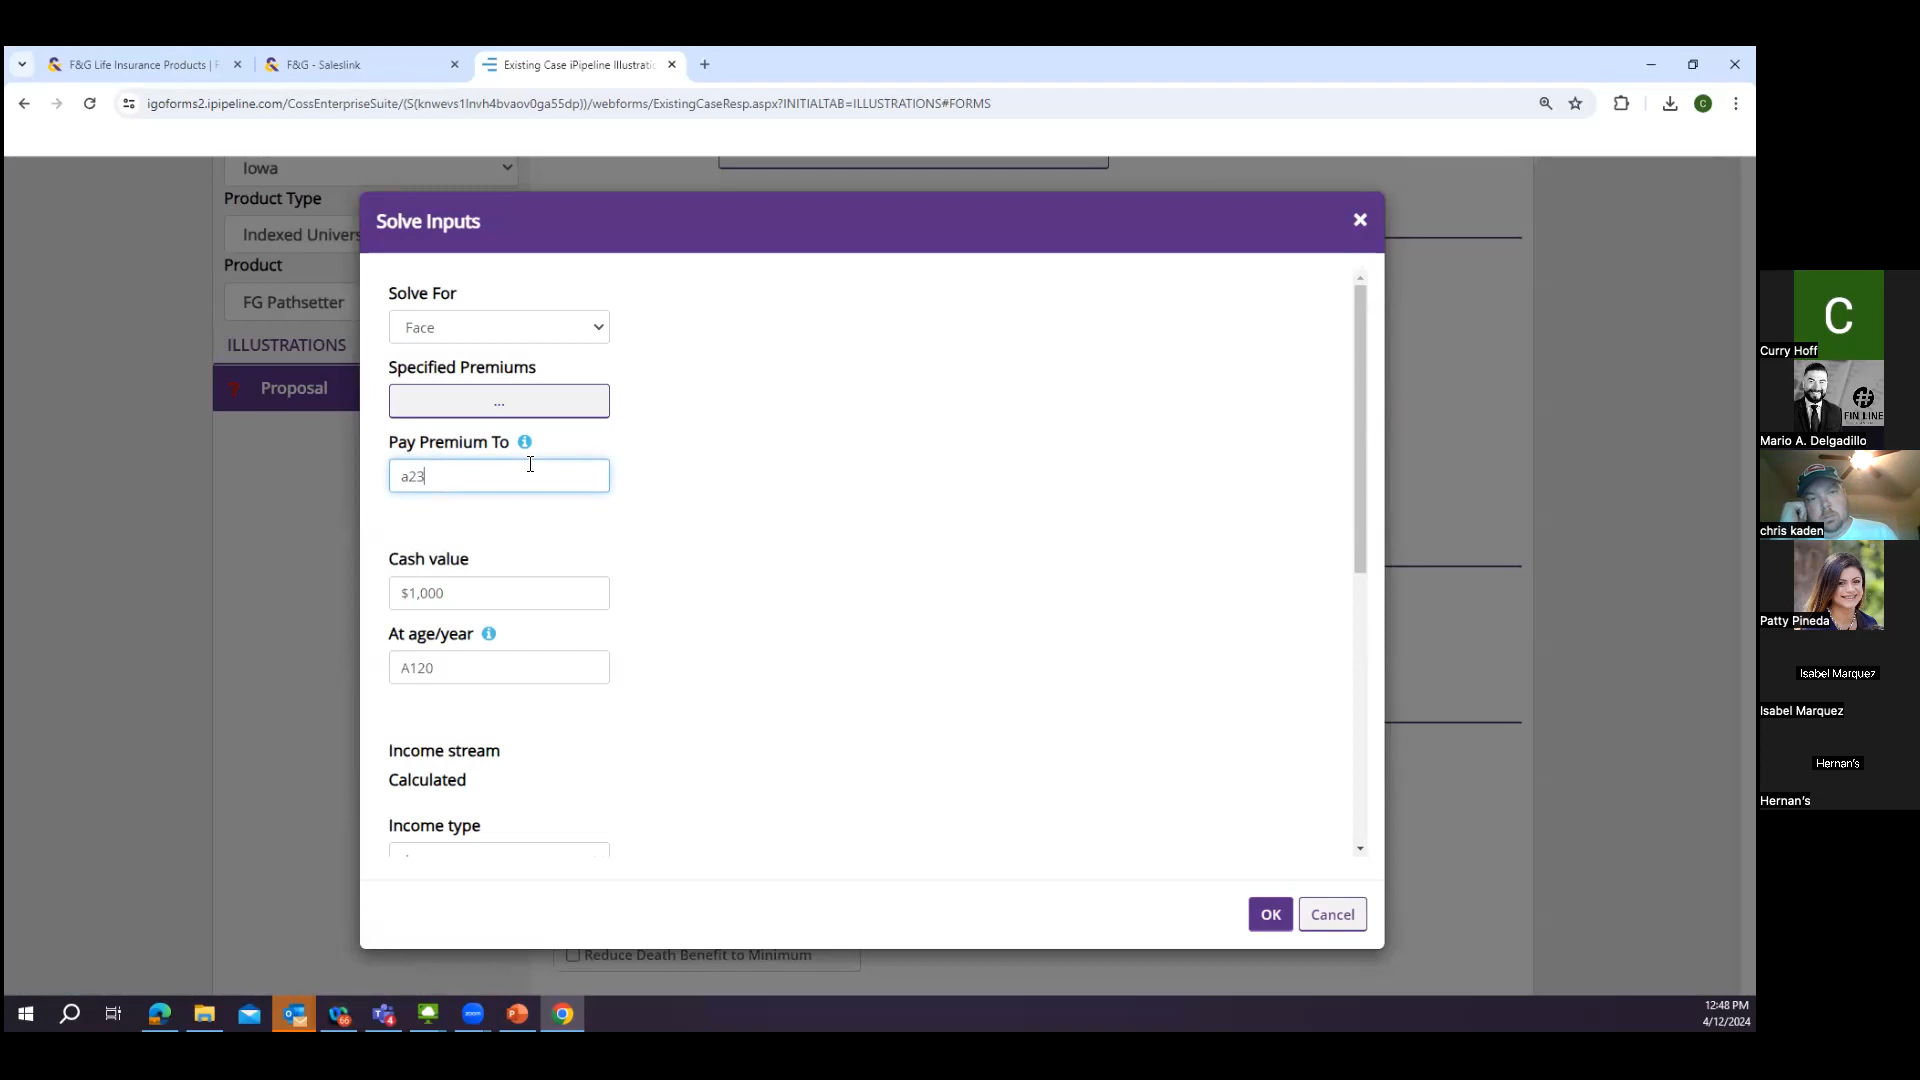 F&G Life Insurance Products | F
F&G - Saleslink
Existing Case iPipeline Illustratic
igoforms2.ipipeline.com/CossEnterpriseSuite/(S(knwevs1lnvh4bvaov0ga55dp))/webforms/ExistingCaseResp.aspx?INITIALTAB=ILLUSTRATIONS#FORMS
C
Iowa
Product Type
Indexed Univers
Product
FG Pathsetter
ILLUSTRATIONS
? Proposal
Solve Inputs
Solve For
Face
Specified Premiums
...
Pay Premium To
a23
Cash value
$1,000
At age/year
A120
Income stream
Calculated
Income type
OK
Cancel
Reduce Death Benefit to Minimum
C
Curry Hoff
#
FIN LINE
Mario A. Delgadillo
chris kaden
Patty Pineda
Isabel Marquez
Isabel Marquez
Hernan's
Hernan's
66
4
zoom
12:48 PM
4/12/2024